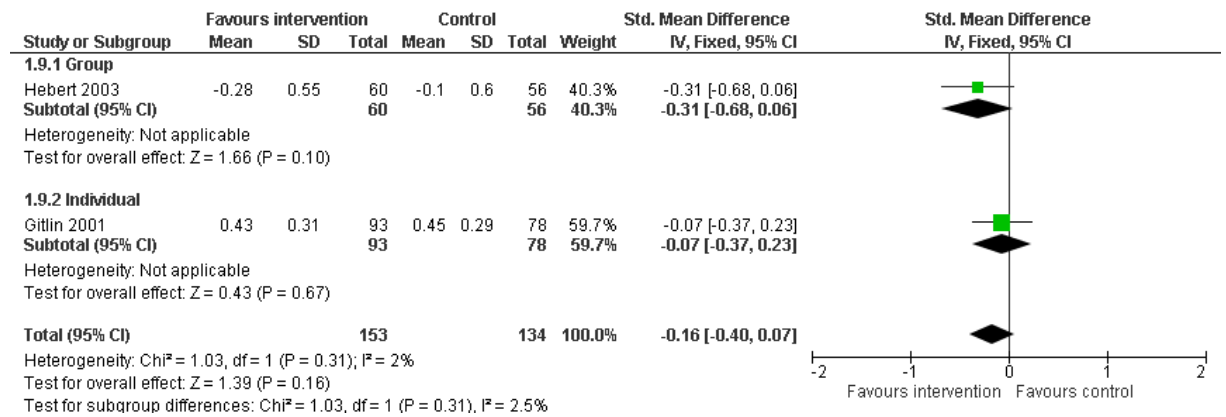 Favours intervention Control Std. Mean Difference Std. Mean Difference
Study or Subgroup Mean SD Total Mean SD Total Weight IV, Fixed, 95% CI IV, Fixed, 95% CI
1.9.1 Group
Hebert 2003 -0.28 0.55 60 -0.1 0.6 56 40.3% -0.31 [-0.68, 0.06]
Subtotal (95% CI) 60 56 40.3% -0.31 [-0.68, 0.06]
Heterogeneity: Not applicable
Test for overall effect: Z = 1.66 (P = 0.10)
1.9.2 Individual
Gitlin 2001 0.43 0.31 93 0.45 0.29 78 59.7% -0.07 [-0.37, 0.23]
Subtotal (95% CI) 93 78 59.7% -0.07 [-0.37, 0.23]
Heterogeneity: Not applicable
Test for overall effect: Z = 0.43 (P = 0.67)
Total (95% CI) 153 134 100.0% -0.16 [-0.40, 0.07]
Heterogeneity: Chi² = 1.03, df = 1 (P = 0.31); I² = 2%
Test for overall effect: Z = 1.39 (P = 0.16)
Test for subgroup differences: Chi² = 1.03, df = 1 (P = 0.31), I² = 2.5%
-2 -1 0 1 2
Favours intervention Favours control